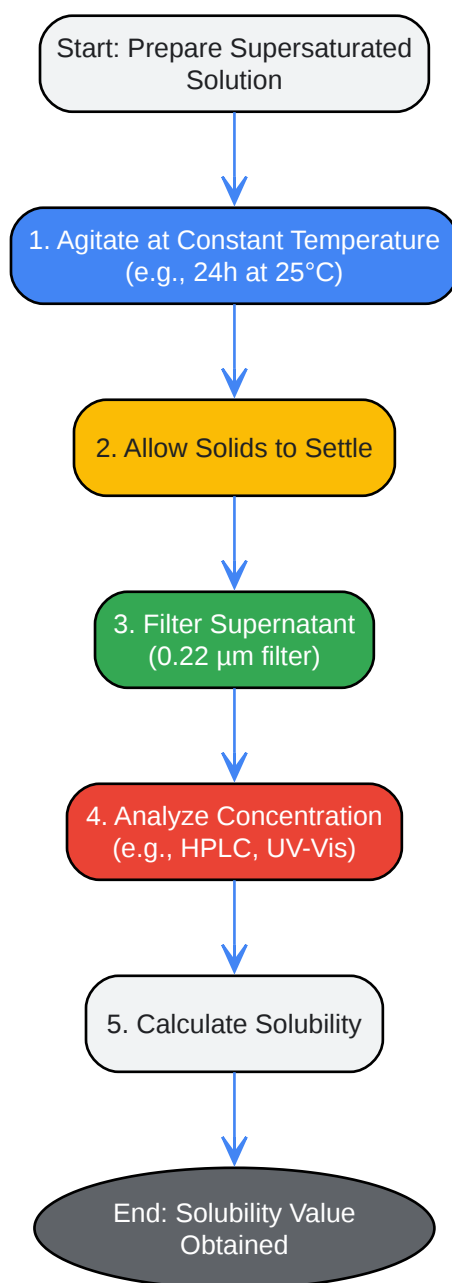 Start: Prepare Supersaturated
Solution
1. Agitate at Constant Temperature
(e.g., 24h at 25°C)
2. Allow Solids to Settle
3. Filter Supernatant
(0.22 µm filter)
4. Analyze Concentration
(e.g., HPLC, UV-Vis)
5. Calculate Solubility
End: Solubility Value
Obtained